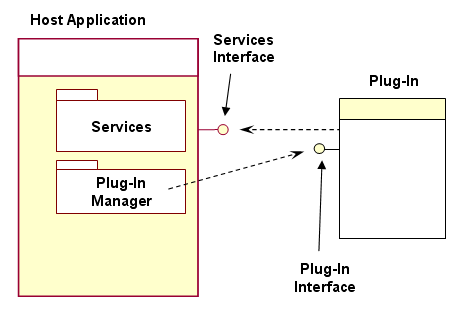 Host Application
Services
Interface
Plug-In
Services
Plug-In
Manager
Plug-In
Interface